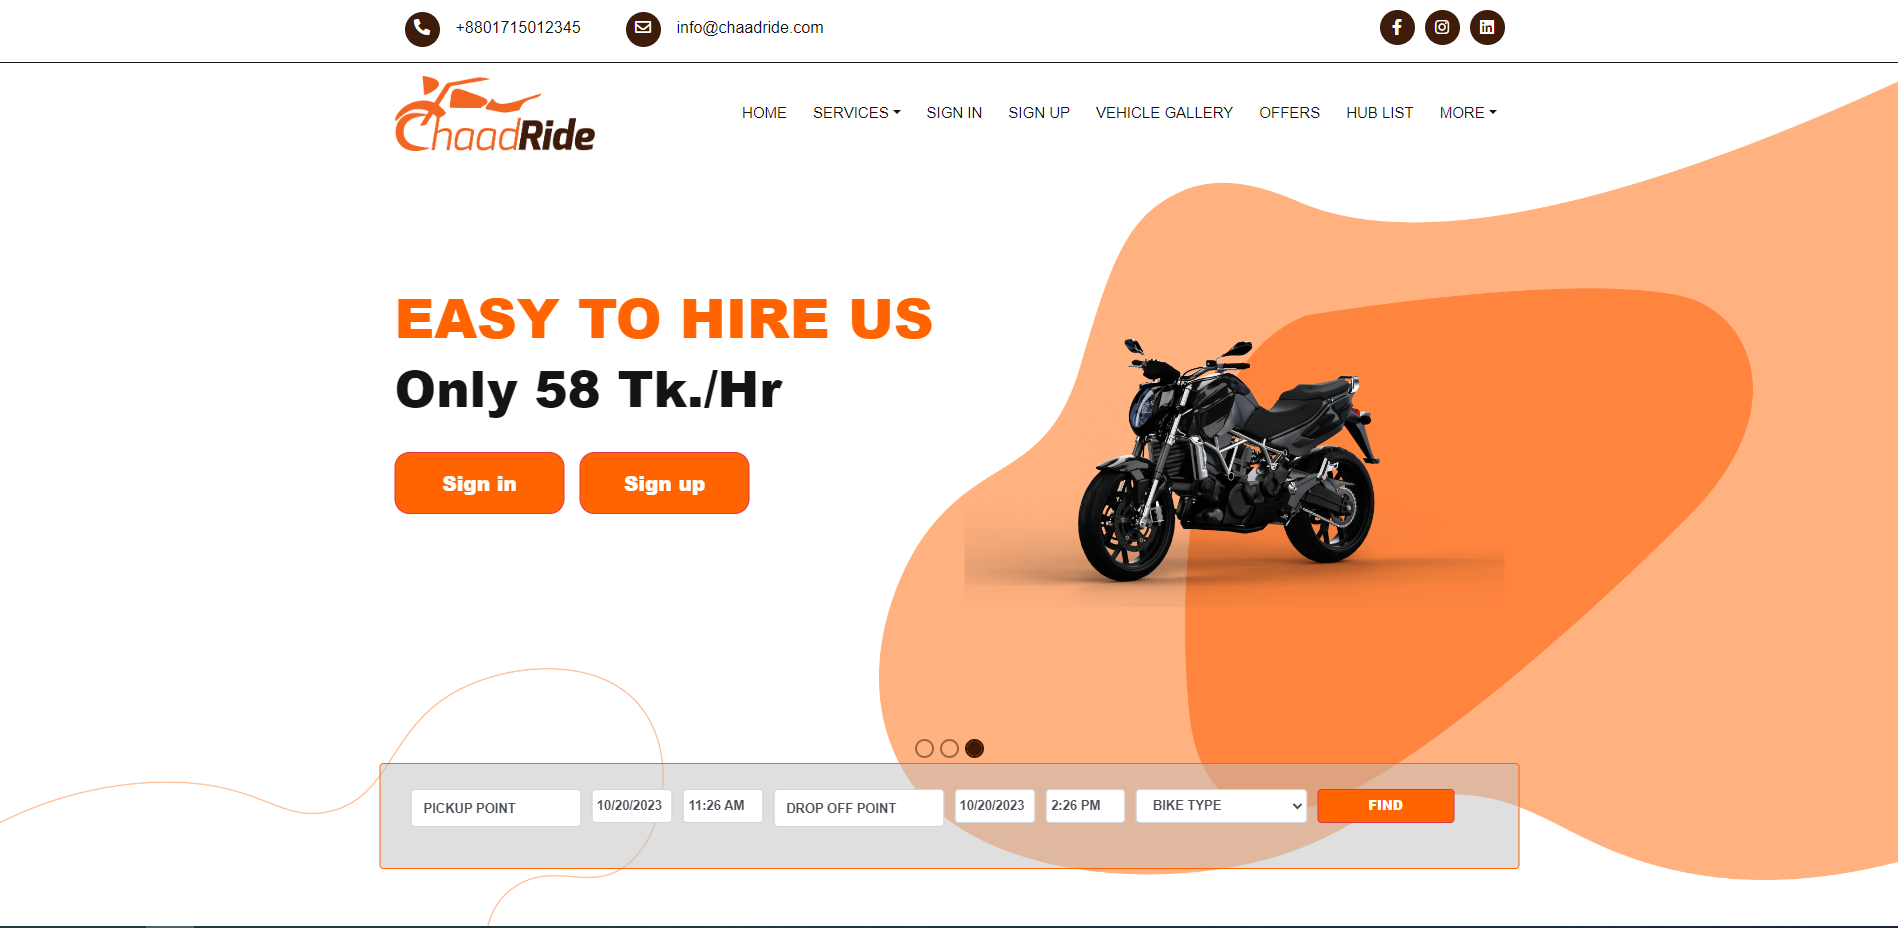 +8801715012345 info@chaadride.com
ChaadRide
HOME SERVICES SIGN IN SIGN UP VEHICLE GALLERY OFFERS HUB LIST MORE
EASY TO HIRE US
Only 58 Tk./Hr
Sign in Sign up
PICKUP POINT 10/20/2023 11:26 AM DROP OFF POINT 10/20/2023 2:26 PM BIKE TYPE FIND